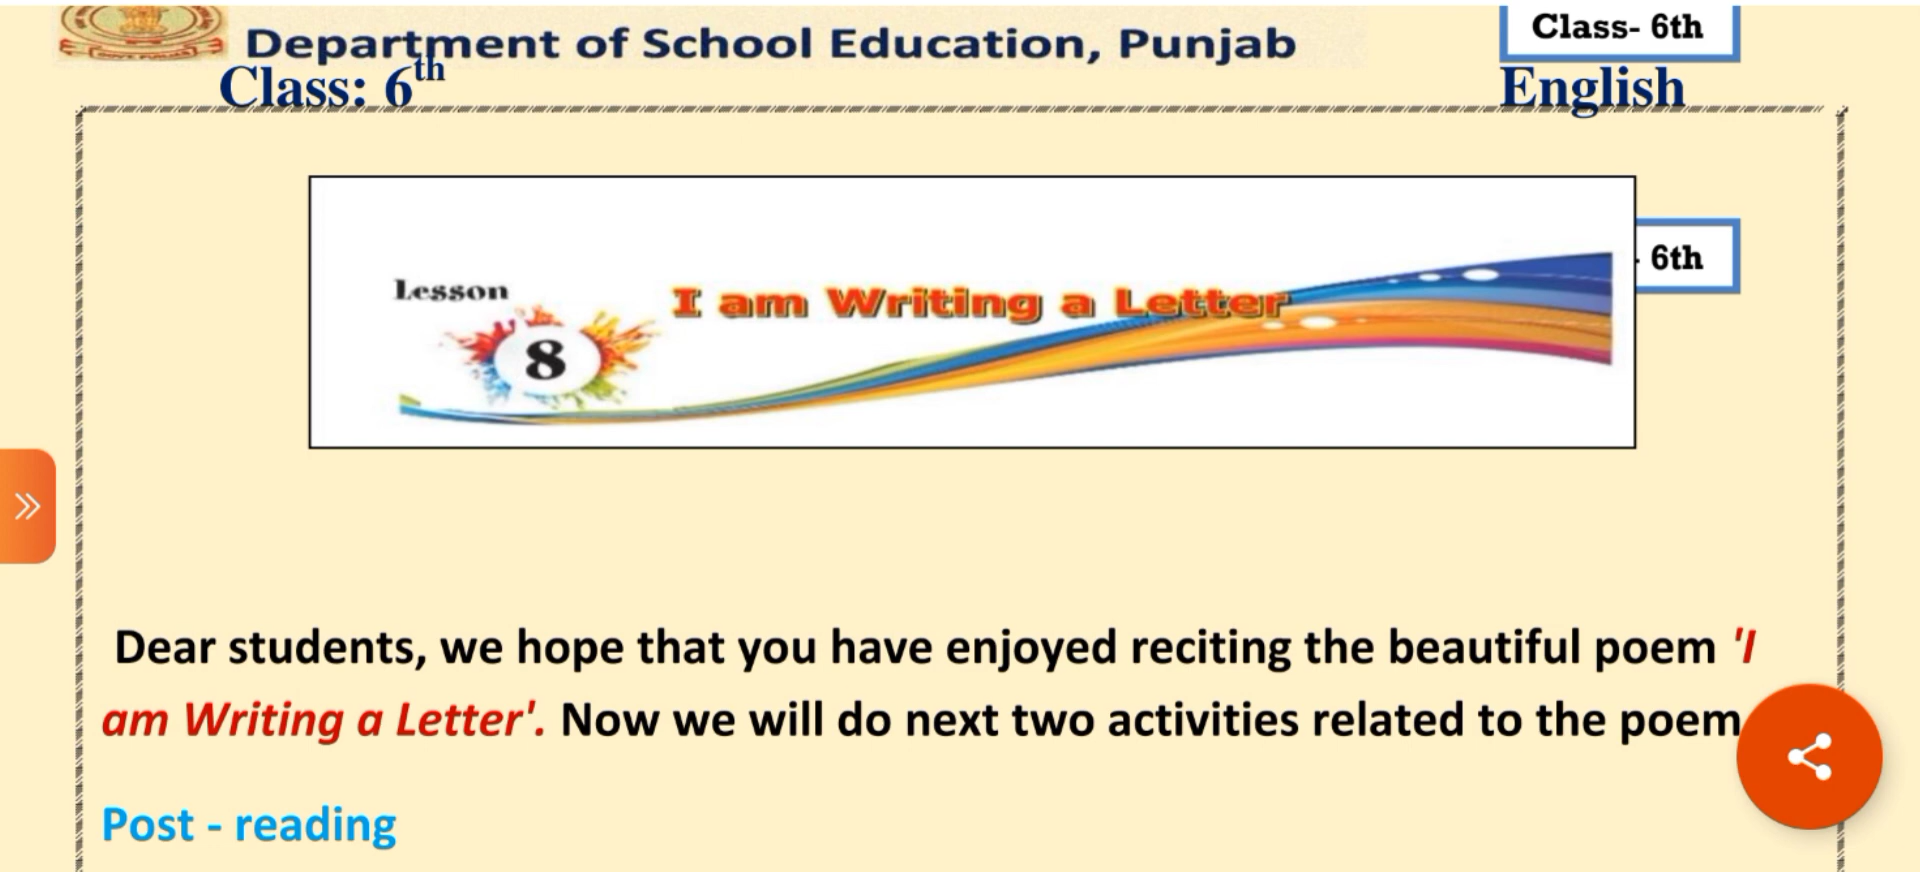 Department of School Education, Punjab
Class- 6th
Class: 6th
English
6th
Lesson
8
I am Writing a Letter
Dear students, we hope that you have enjoyed reciting the beautiful poem 'I
am Writing a Letter'. Now we will do next two activities related to the poem
Post - reading